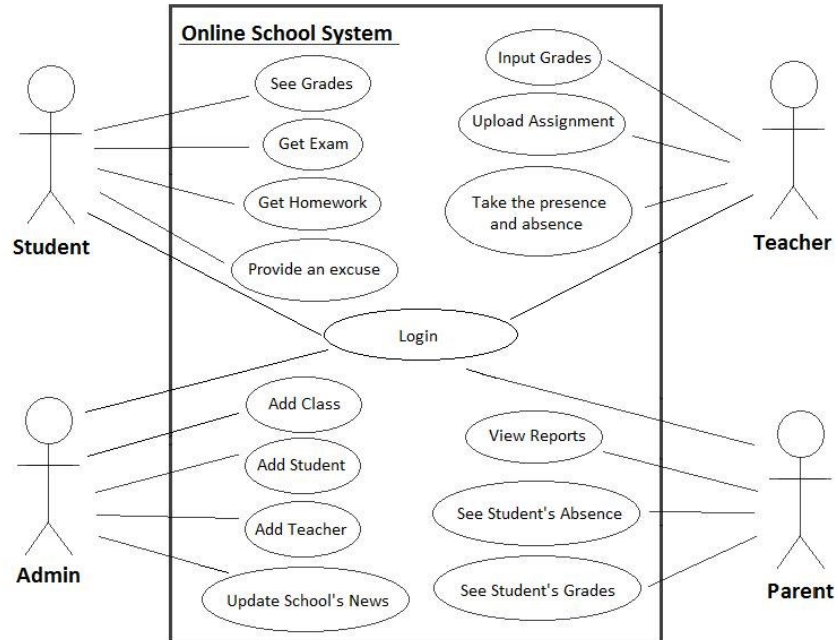 Online School System
See Grades
Get Exam
Get Homework
Provide an excuse
Student
Input Grades
Upload Assignment
Take the presence
and absence
Teacher
Login
Add Class
Add Student
Add Teacher
Update School's News
Admin
View Reports
See Student's Absence
See Student's Grades
Parent